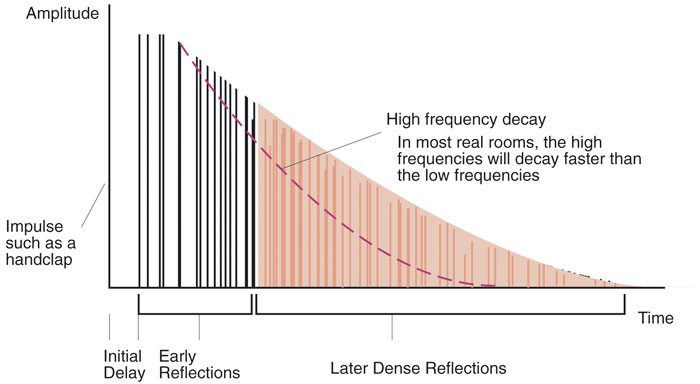 Amplitude
High frequency decay
In most real rooms, the high
frequencies will decay faster than
the low frequencies
Impulse
such as a
handclap
Time
Initial
Delay
Early
Reflections
Later Dense Reflections